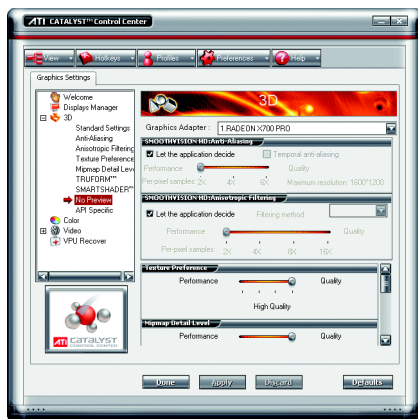 ATI CATALYST™ Control Center
View
Hotkeys
Profiles
Preferences
Help
Graphics Settings
Welcome
Displays Manager
3D
Standard Settings
Anti-Aliasing
Anisotropic Filtering
Texture Preference
Mipmap Detail Leve
TRUFORM™
SMARTSHADER™
No Preview
API Specific
Color
Video
VPU Recover
ATI CATALYST
CONTROL CENTER
3D
Graphics Adapter :
1.RADEON X700 PRO
SMOOTHVISION HD:Anti-Aliasing
Let the application decide
Temporal anti-aliasing
Performance
Quality
Per-pixel samples: 2X 4X 6X
Maximum resolution: 1600*1200
SMOOTHVISION HD:Anisotropic Filtering
Let the application decide
Filtering method
Performance
Quality
Per-pixel samples: 2X 4X 8X 16X
Texture Preference
Performance
Quality
High Quality
Mipmap Detail Level
Performance
Quality
Done
Apply
Discard
Defaults